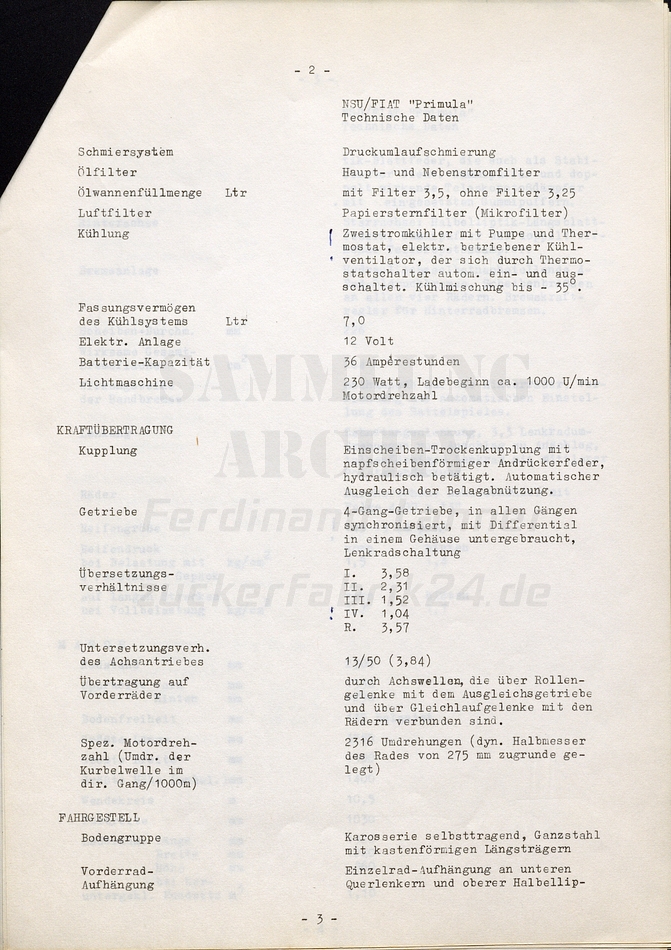 - 2 -
NSU/FIAT "Primula"
Technische Daten
Schmiersystem Druckumlaufschmierung
Ölfilter Haupt- und Nebenstromfilter
Ölwannenfüllmenge Ltr mit Filter 3,5, ohne Filter 3,25
Luftfilter Papiersternfilter (Mikrofilter)
Kühlung Zweistromkühler mit Pumpe und Ther-
mostat, elektr. betriebener Kühl-
ventilator, der sich durch Thermo-
statschalter autom. ein- und aus-
schaltet. Kühlmischung bis - 35°.
Fassungsvermögen
des Kühlsystems Ltr 7,0
Elektr. Anlage 12 Volt
Batterie-Kapazität 36 Ampérestunden
Lichtmaschine 230 Watt, Ladebeginn ca. 1000 U/min
Motordrehzahl
KRAFTÜBERTRAGUNG
Kupplung Einscheiben-Trockenkupplung mit
napfscheibenförmiger Andrückerfeder,
hydraulisch betätigt. Automatischer
Ausgleich der Belagabnützung.
Getriebe 4-Gang-Getriebe, in allen Gängen
synchronisiert, mit Differential
in einem Gehäuse untergebraucht,
Lenkradschaltung
Übersetzungs- I. 3,58
verhältnisse II. 2,31
III. 1,52
IV. 1,04
R. 3,57
Untersetzungsverh.
des Achsantriebes 13/50 (3,84)
Übertragung auf durch Achswellen, die über Rollen-
Vorderräder gelenke mit dem Ausgleichsgetriebe
und über Gleichlaufgelenke mit den
Rädern verbunden sind.
Spez. Motordreh- 2316 Umdrehungen (dyn. Halbmesser
zahl (Umdr. der des Rades von 275 mm zugrunde ge-
Kurbelwelle im legt)
dir. Gang/1000m)
FAHRGESTELL
Bodengruppe Karosserie selbsttragend, Ganzstahl
mit kastenförmigen Längsträgern
Vorderrad- Einzelrad-Aufhängung an unteren
Aufhängung Querlenkern und oberer Halbellip-
- 3 -
SAMMLUNG
ARCHIV
zuckerfabrik24.de